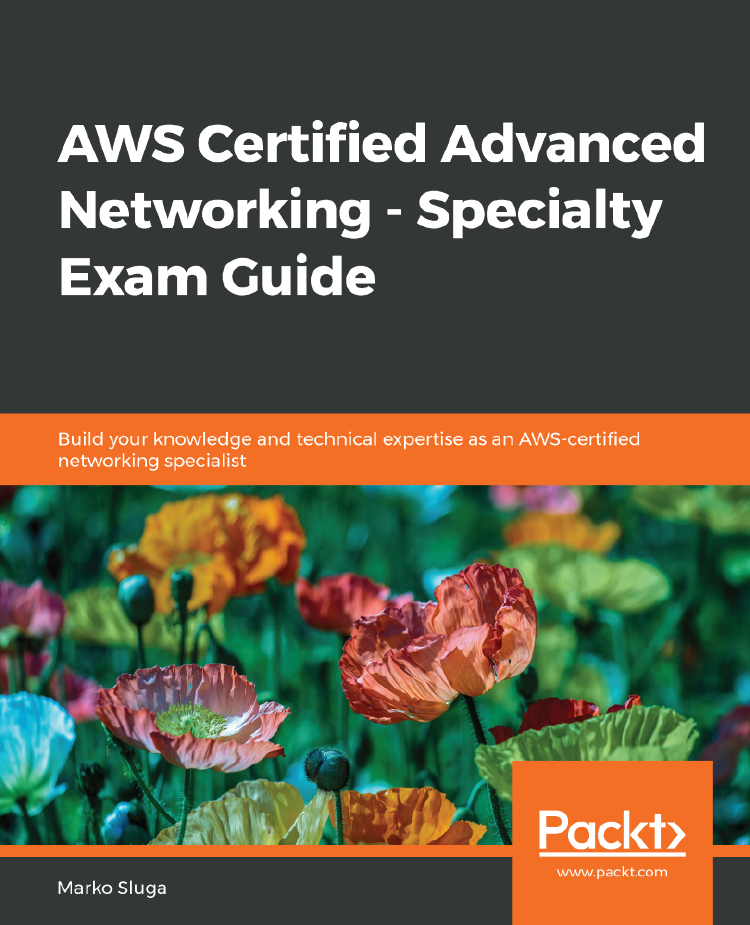 AWS Certified Advanced
Networking - Specialty
Exam Guide
Build your knowledge and technical expertise as an AWS-certified
networking specialist
Packt>
www.packt.com
Marko Sluga